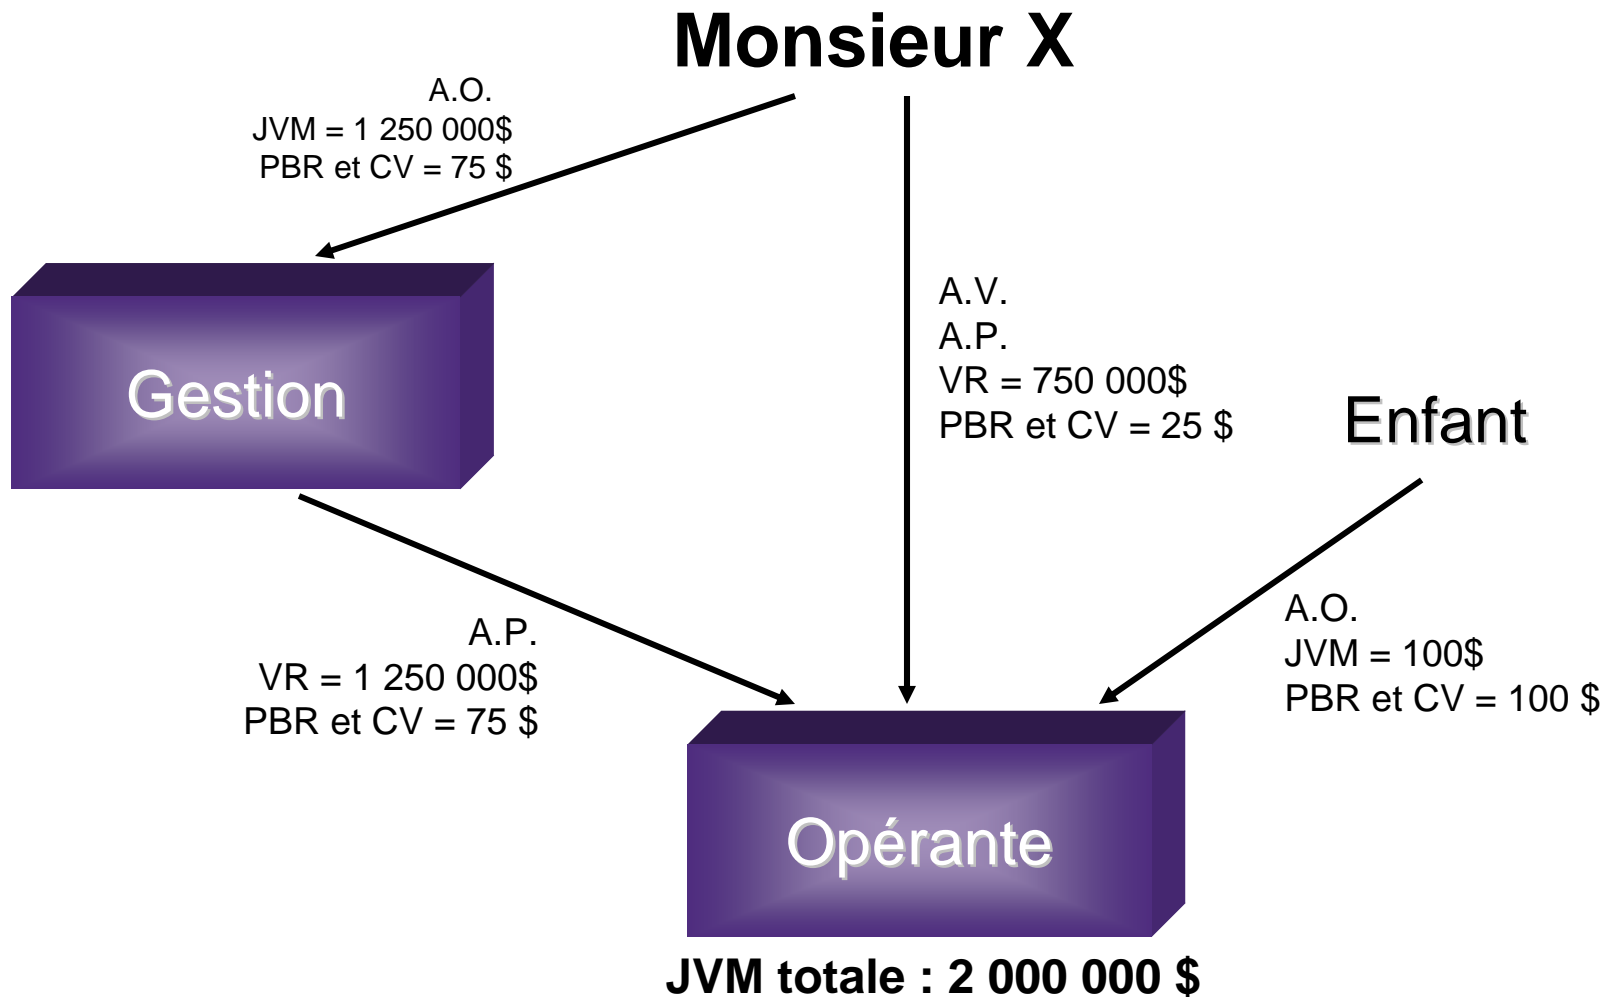 Monsieur X
A.O.
JVM = 1 250 000$
PBR et CV = 75 $
Gestion
A.V.
A.P.
VR = 750 000$
PBR et CV = 25 $
Enfant
A.P.
VR = 1 250 000$
PBR et CV = 75 $
A.O.
JVM = 100$
PBR et CV = 100 $
Opérante
JVM totale : 2 000 000 $